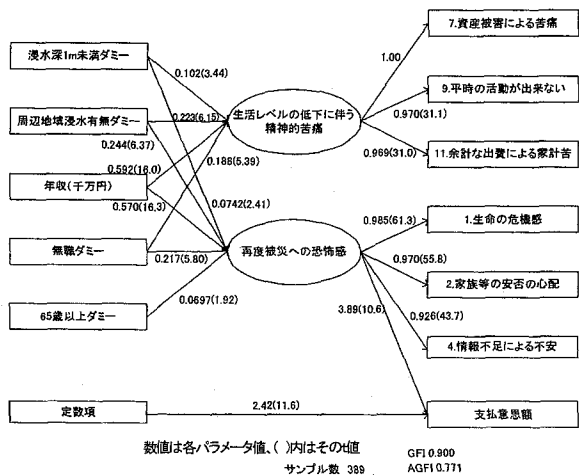 7.資産被害による苦痛
浸水深1m未満ダミー
1.00
0.102(3.44)
9.平時の活動が出来ない
周辺地域浸水有無ダミー
0.223(6.15)
生活レベルの低下に伴う
精神的苦痛
0.970(31.1)
0.244(6.37)
0.188(5.39)
0.969(31.0)
11.余計な出費による家計苦
0.592(16.0)
年収(千万円)
0.570(16.3)
0.0742(2.41)
0.985(61.3)
1.生命の危機感
無職ダミー
0.217(5.80)
再度被災への恐怖感
0.970(55.8)
2.家族等の安否の心配
0.0697(1.92)
3.89(10.6)
0.926(43.7)
65歳以上ダミー
4.情報不足による不安
定数項
2.42(11.6)
支払意思額
数値は各パラメータ値、( )内はそのt値
サンプル数 389
GFI 0.900
AGFI 0.771